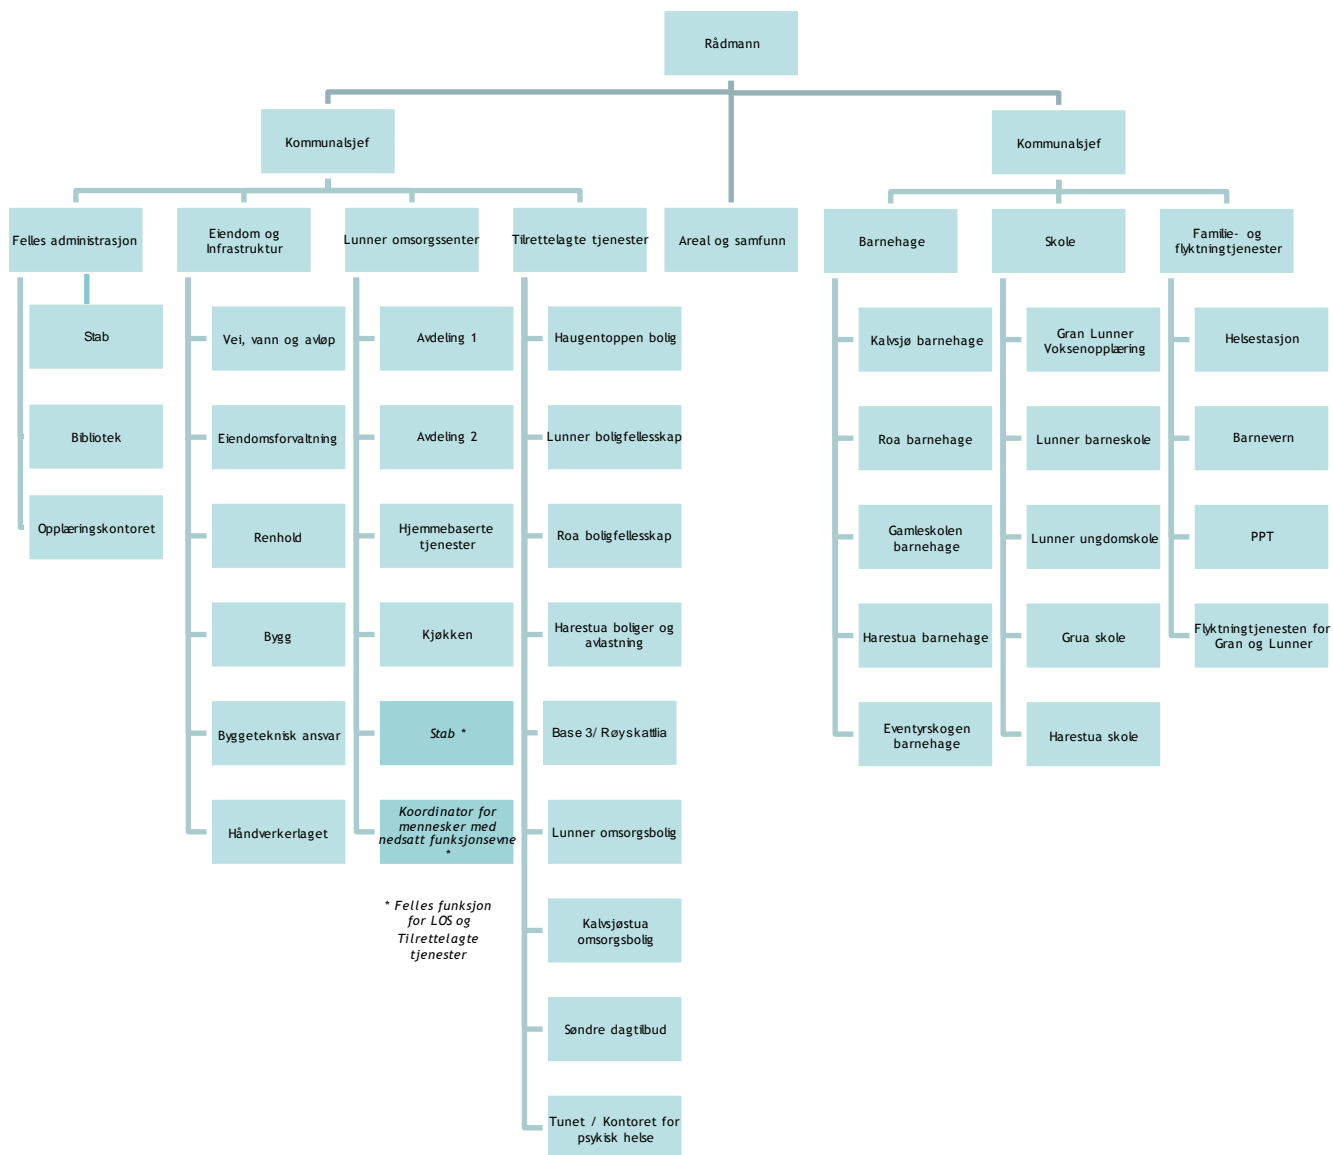 Rådmann
Kommunalsjef
Kommunalsjef
Felles administrasjon
Eiendom og
Infrastruktur
Lunner omsorgssenter
Tilrettelagte tjenester
Areal og samfunn
Barnehage
Skole
Familie- og
flyktningtjenester
Stab
Bibliotek
Opplæringskontoret
Vei, vann og avløp
Eiendomsforvaltning
Renhold
Bygg
Byggeteknisk ansvar
Håndverkerlaget
Avdeling 1
Avdeling 2
Hjemmebaserte
tjenester
Kjøkken
Stab *
Koordinator for
mennesker med
nedsatt funksjonsevne
*
* Felles funksjon
for LOS og
Tilrettelagte
tjenester
Haugentoppen bolig
Lunner boligfellesskap
Roa boligfellesskap
Harestua boliger og
avlastning
Base 3/ Røyskattlia
Lunner omsorgsbolig
Kalvsjøstua
omsorgsbolig
Søndre dagtilbud
Tunet / Kontoret for
psykisk helse
Kalvsjø barnehage
Roa barnehage
Gamleskolen
barnehage
Harestua barnehage
Eventyrskogen
barnehage
Gran Lunner
Voksenopplæring
Lunner barneskole
Lunner ungdomskole
Grua skole
Harestua skole
Helsestasjon
Barnevern
PPT
Flyktningtjenesten for
Gran og Lunner